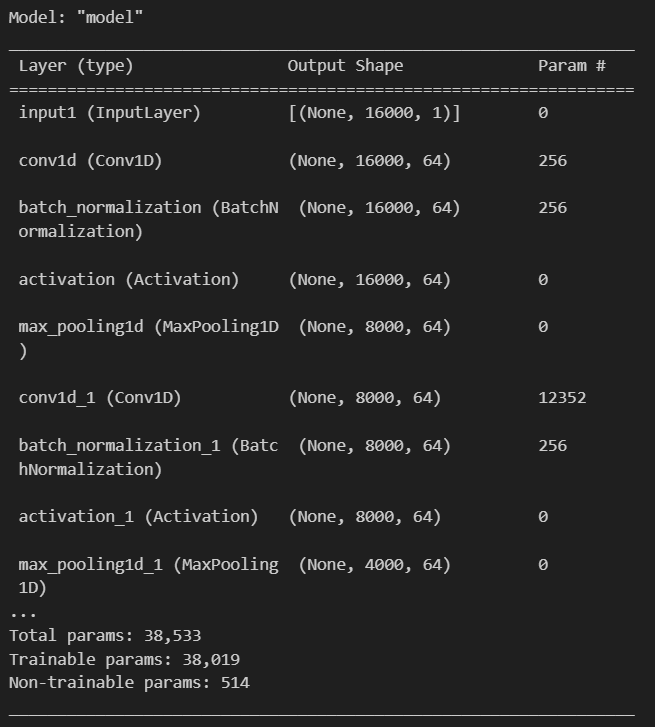 Model: "model"
_________________________________________________________________
Layer (type) Output Shape Param #
=================================================================
input1 (InputLayer) [(None, 16000, 1)] 0
conv1d (Conv1D) (None, 16000, 64) 256
batch_normalization (BatchN (None, 16000, 64) 256
ormalization)
activation (Activation) (None, 16000, 64) 0
max_pooling1d (MaxPooling1D (None, 8000, 64) 0
)
conv1d_1 (Conv1D) (None, 8000, 64) 12352
batch_normalization_1 (Batc (None, 8000, 64) 256
hNormalization)
activation_1 (Activation) (None, 8000, 64) 0
max_pooling1d_1 (MaxPooling (None, 4000, 64) 0
1D)
...
Total params: 38,533
Trainable params: 38,019
Non-trainable params: 514
_________________________________________________________________